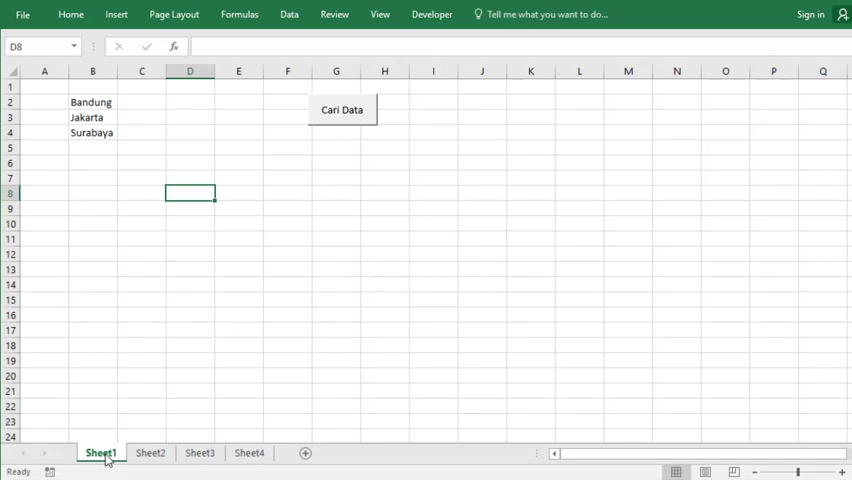 File Home Insert Page Layout Formulas Data Review View Developer Tell me what you want to do... Sign in
D8 fx
A B C D E F G H I J K L M N O P Q
1
2 Bandung Cari Data
3 Jakarta
4 Surabaya
5
6
7
8
9
10
11
12
13
14
15
16
17
18
19
20
21
22
23
24
Sheet1 Sheet2 Sheet3 Sheet4
Ready